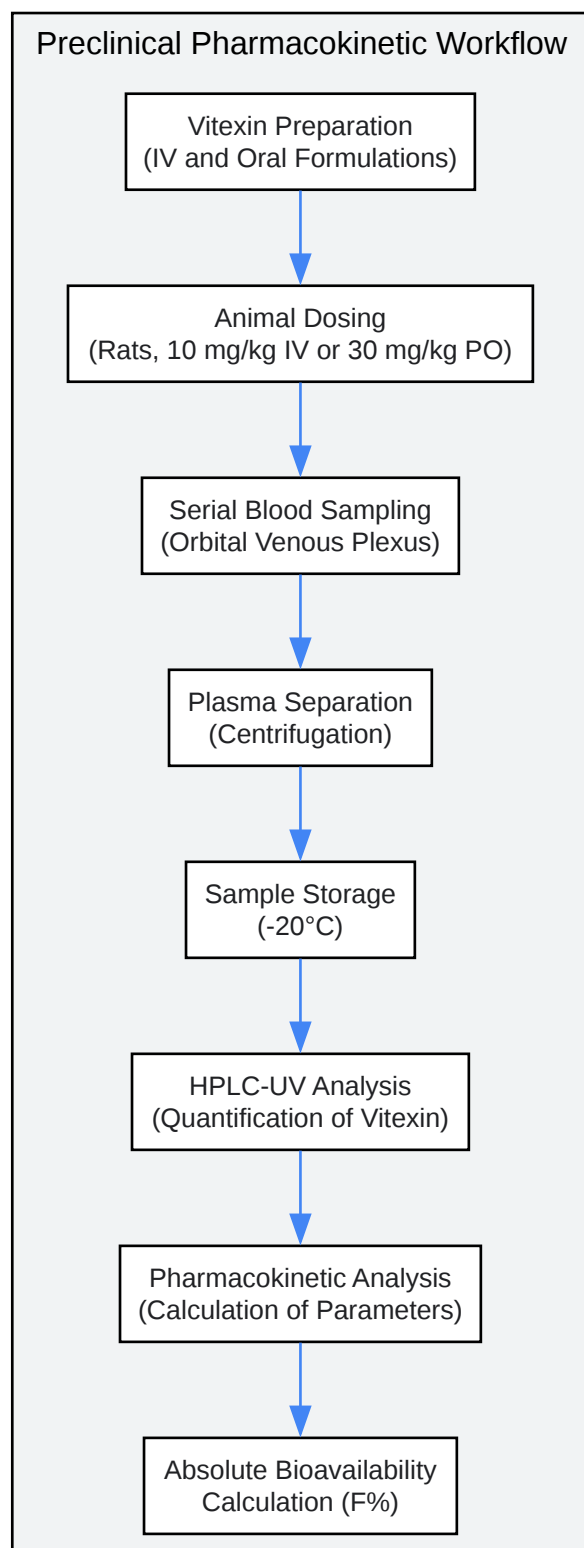 Preclinical Pharmacokinetic Workflow
Vitexin Preparation
(IV and Oral Formulations)
Animal Dosing
(Rats, 10 mg/kg IV or 30 mg/kg PO)
Serial Blood Sampling
(Orbital Venous Plexus)
Plasma Separation
(Centrifugation)
Sample Storage
(-20°C)
HPLC-UV Analysis
(Quantification of Vitexin)
Pharmacokinetic Analysis
(Calculation of Parameters)
Absolute Bioavailability
Calculation (F%)